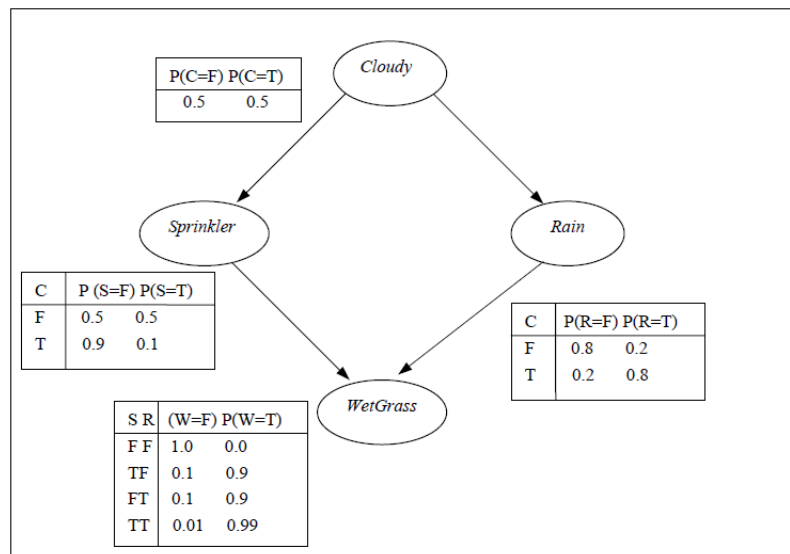 Cloudy
P(C=F) P(C=T)
0.5 0.5
Sprinkler
Rain
C P (S=F) P(S=T)
F 0.5 0.5
T 0.9 0.1
C P(R=F) P(R=T)
F 0.8 0.2
T 0.2 0.8
WetGrass
S R (W=F) P(W=T)
F F 1.0 0.0
TF 0.1 0.9
FT 0.1 0.9
TT 0.01 0.99